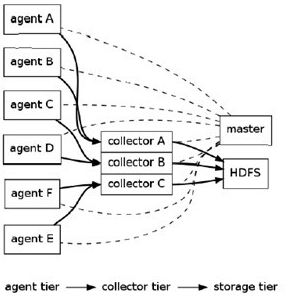 agent A
agent B
agent C
agent D
agent F
agent E
collector A
collector B
collector C
master
HDFS
agent tier → collector tier → storage tier